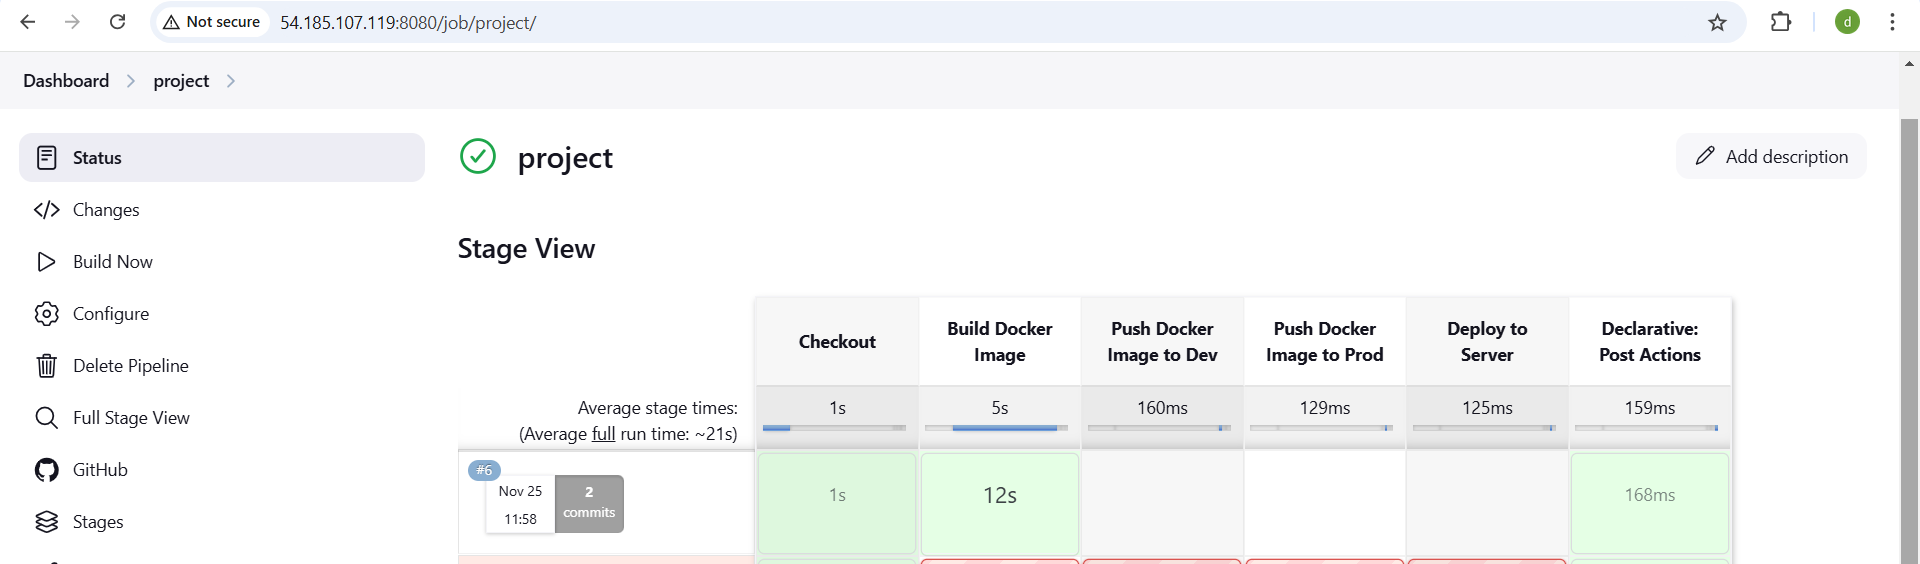 Not secure 54.185.107.119:8080/job/project/
d
Dashboard project
Status
Changes
Build Now
Configure
Delete Pipeline
Full Stage View
GitHub
Stages
project
Add description
Stage View
Checkout
Build Docker
Image
Push Docker
Image to Dev
Push Docker
Image to Prod
Deploy to
Server
Declarative:
Post Actions
Average stage times:
(Average full run time: ~21s)
1s
5s
160ms
129ms
125ms
159ms
#6
Nov 25
11:58
2
commits
1s
12s
168ms